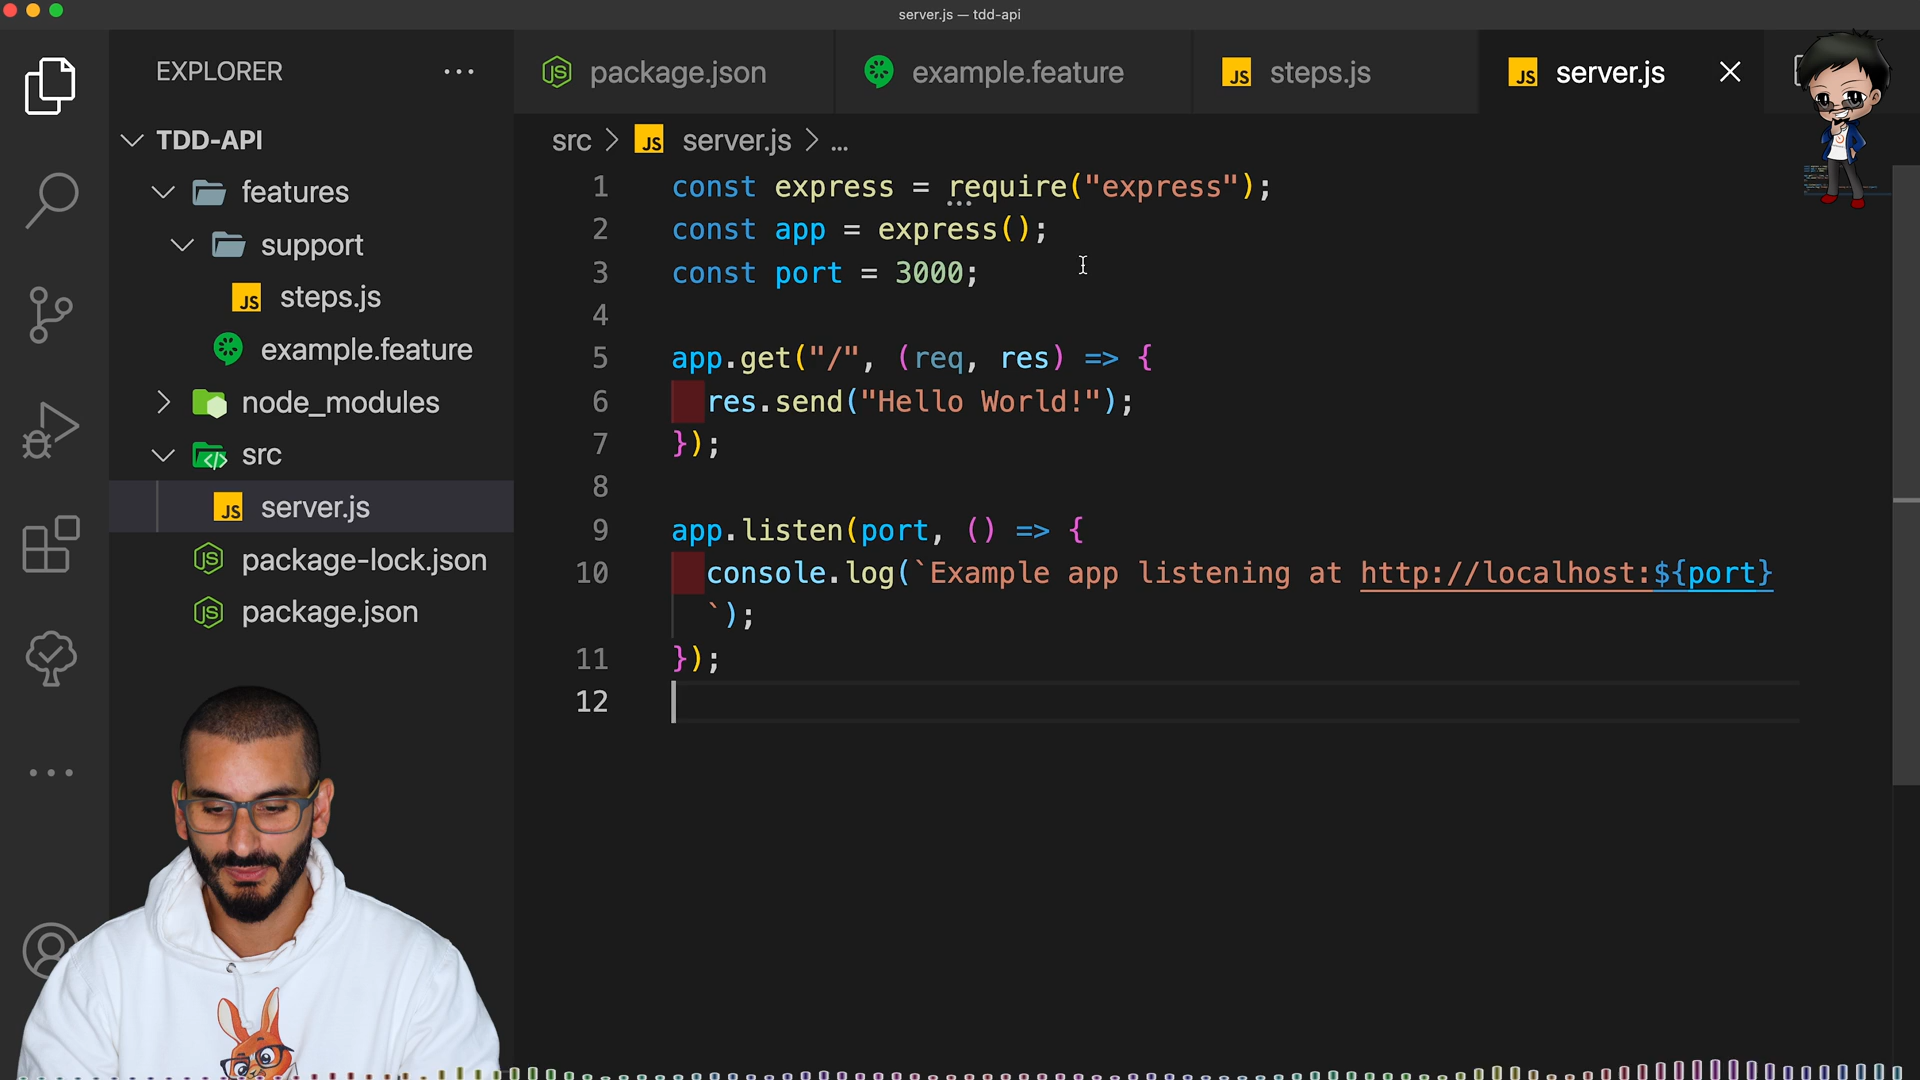 server.js — tdd-api
EXPLORER
package.json
example.feature
steps.js
server.js
TDD-API
features
support
steps.js
example.feature
node_modules
src
server.js
package-lock.json
package.json
src > server.js > ...
1 const express = require("express");
2 const app = express();
3 const port = 3000;
4
5 app.get("/", (req, res) => {
6 res.send("Hello World!");
7 });
8
9 app.listen(port, () => {
10 console.log(`Example app listening at http://localhost:${port}
`);
11 });
12